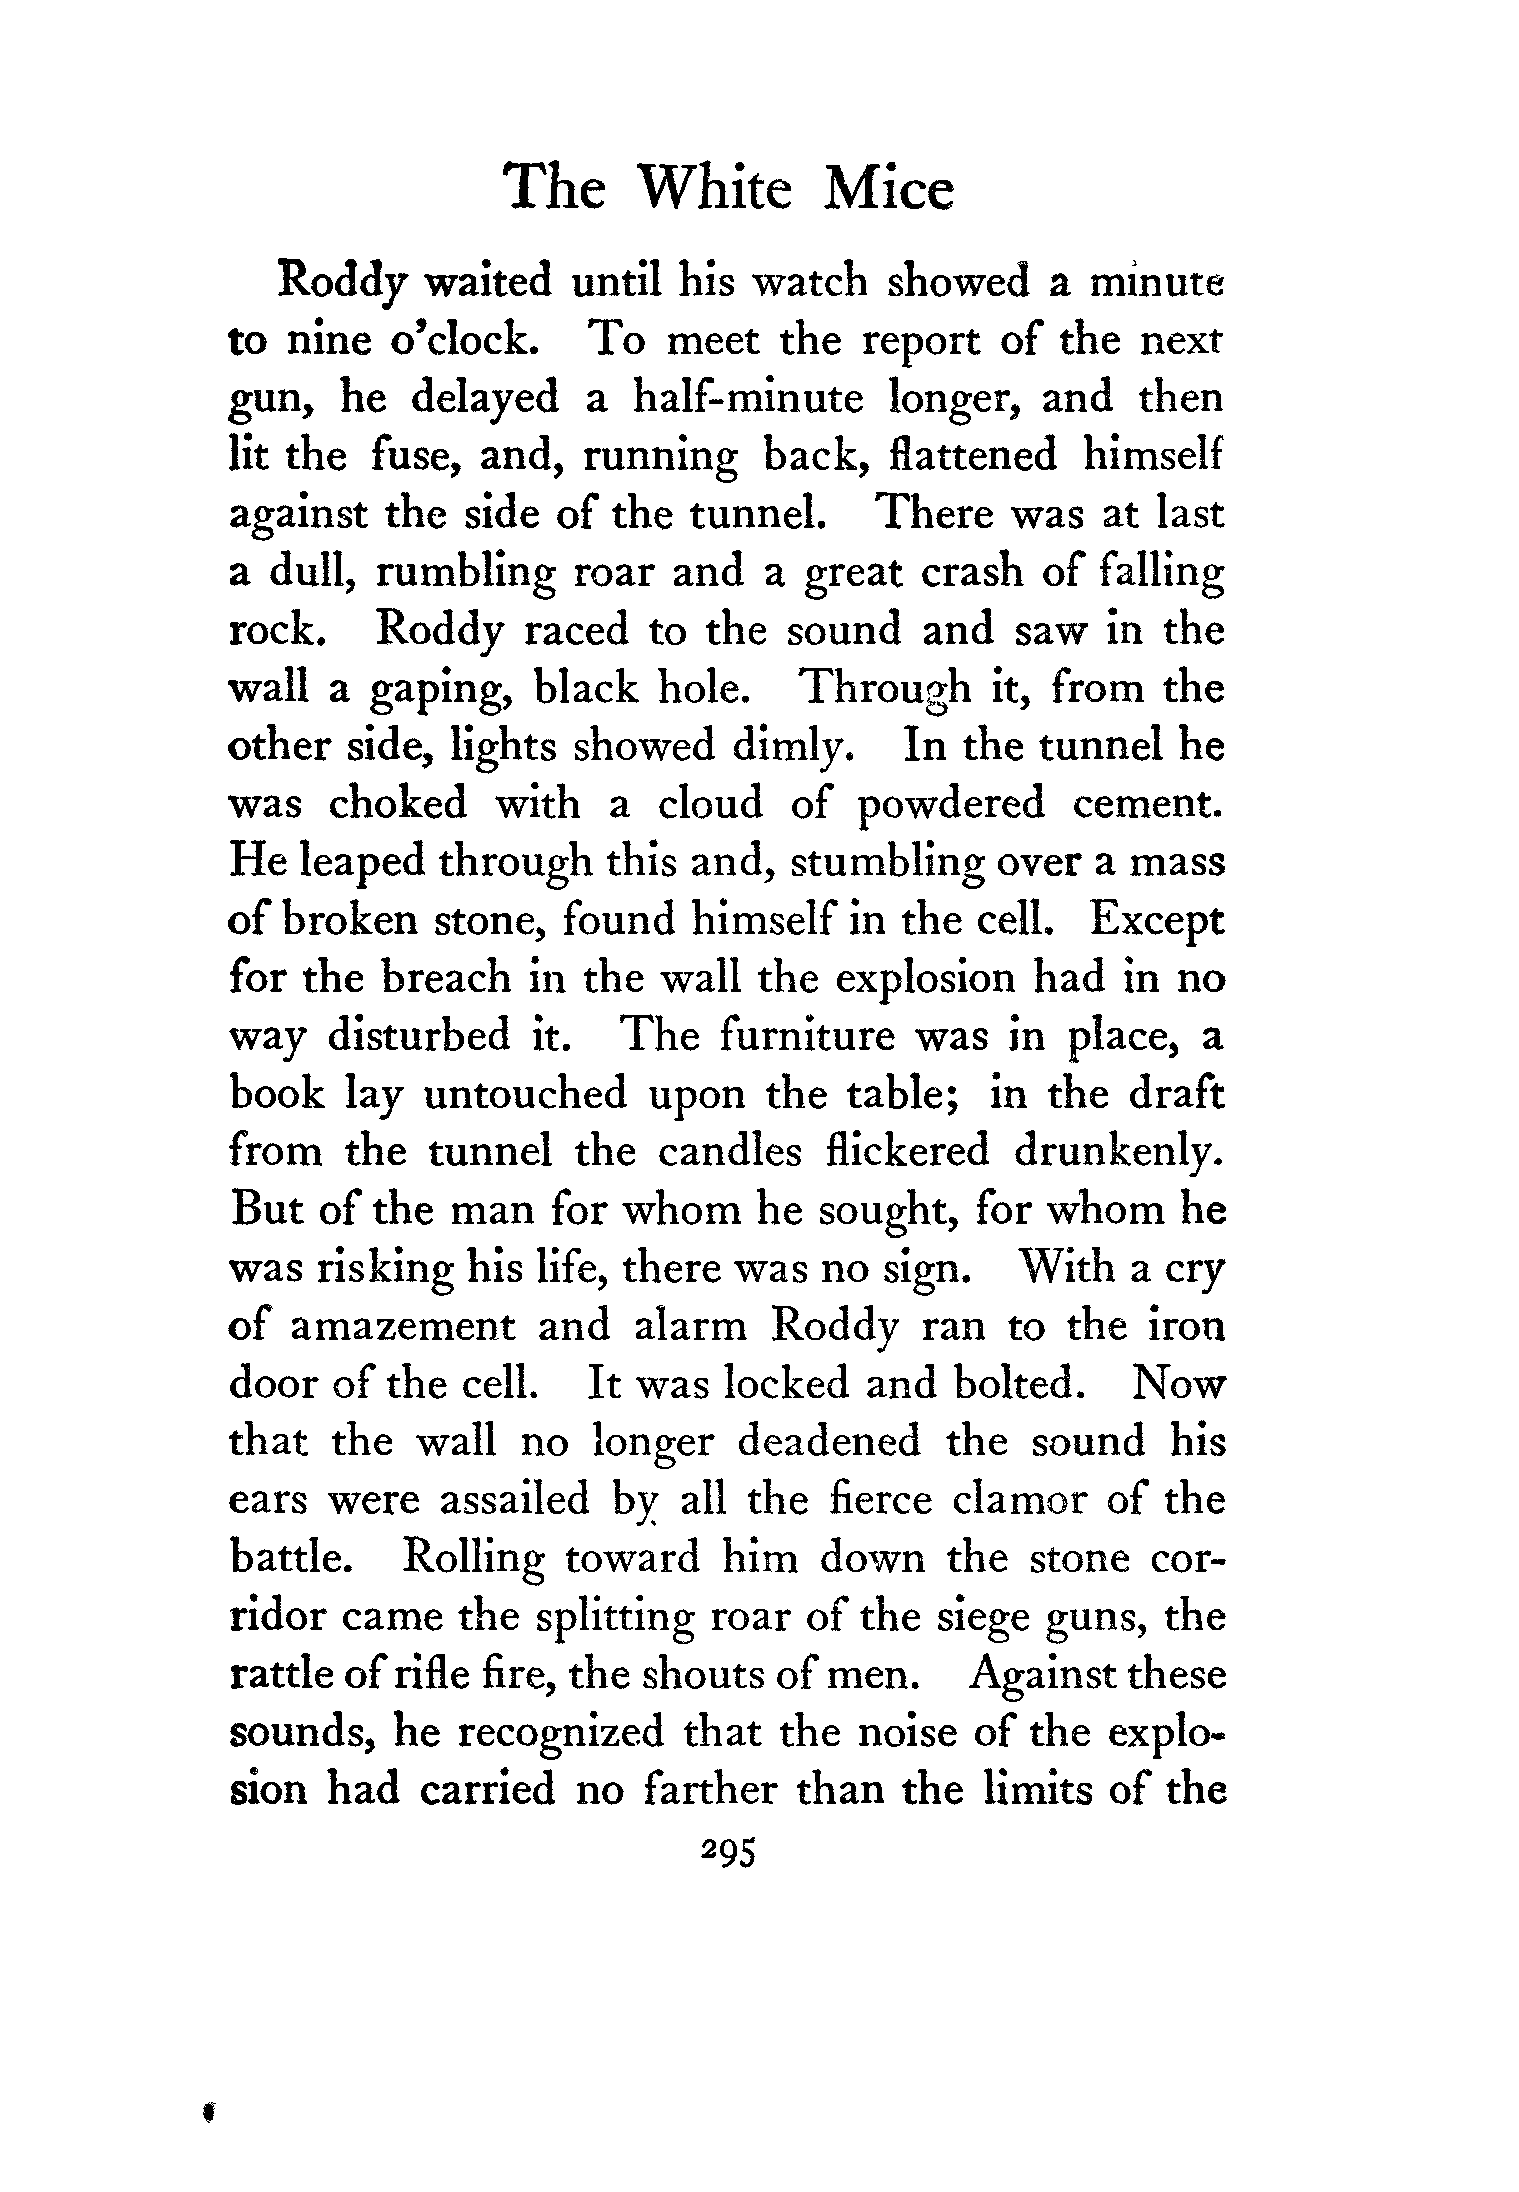 The White Mice
Roddy waited until his watch showed a minute
to nine o'clock. To meet the report of the next
gun, he delayed a half-minute longer, and then
lit the fuse, and, running back, flattened himself
against the side of the tunnel. There was at last
a dull, rumbling roar and a great crash of falling
rock. Roddy raced to the sound and saw in the
wall a gaping, black hole. Through it, from the
other side, lights showed dimly. In the tunnel he
was choked with a cloud of powdered cement.
He leaped through this and, stumbling over a mass
of broken stone, found himself in the cell. Except
for the breach in the wall the explosion had in no
way disturbed it. The furniture was in place, a
book lay untouched upon the table; in the draft
from the tunnel the candles flickered drunkenly.
But of the man for whom he sought, for whom he
was risking his life, there was no sign. With a cry
of amazement and alarm Roddy ran to the iron
door of the cell. It was locked and bolted. Now
that the wall no longer deadened the sound his
ears were assailed by all the fierce clamor of the
battle. Rolling toward him down the stone cor-
ridor came the splitting roar of the siege guns, the
rattle of rifle fire, the shouts of men. Against these
sounds, he recognized that the noise of the explo-
sion had carried no farther than the limits of the
295